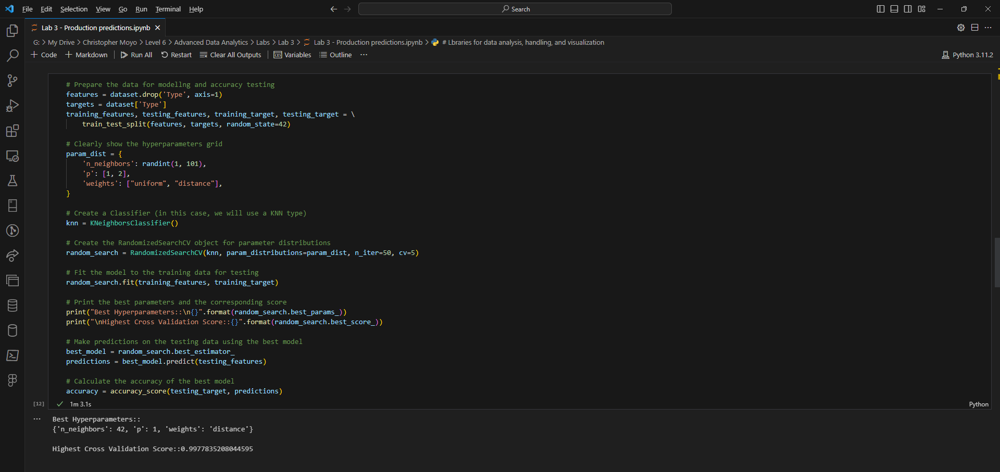 File Edit Selection View Go Run Terminal Help
Search
Lab 3 - Production predictions.ipynb
G: > My Drive > Christopher Moyo > Level 6 > Advanced Data Analytics > Labs > Lab 3 > Lab 3 - Production predictions.ipynb > # Lbraries for data analysis, handling, and visualization
Code Markdown Run All Restart Clear All Outputs Variables Outline ... Python 3.11.2
# Prepare the data for modellng and accuracy testing
features = dataset.drop('Type', axis=1)
targets = dataset['Type']
training_features, testing_features, training_target, testing_target = \
    train_test_split(features, targets, random_state=42)
# Clearly show the hyperparameters grid
param_dist = {
    'n_neighbors': randint(1, 101),
    'p': [1, 2],
    'weights': ["uniform", "distance"],
}
# Create a Classifier (in this case, we will use a KNN type)
knn = KNeighborsClassifier()
# Create the RandomizedSearchCV object for parameter distributions
random_search = RandomizedSearchCV(knn, param_distributions=param_dist, n_iter=50, cv=5)
# Fit the model to the training data for testing
random_search.fit(training_features, training_target)
# Print the best parameters and the corresponding score
print("Best Hyperparameters::\n{}".format(random_search.best_params_))
print("\nHighest Cross Validation Score::{}".format(random_search.best_score_))
# Make predictions on the testing data using the best model
best_model = random_search.best_estimator_
predictions = best_model.predict(testing_features)
# Calculate the accuracy of the best model
accuracy = accuracy_score(testing_target, predictions)
[12] 1m 3.1s Python
Best Hyperparameters::
{'n_neighbors': 42, 'p': 1, 'weights': 'distance'}
Highest Cross Validation Score::0.9977835208044595